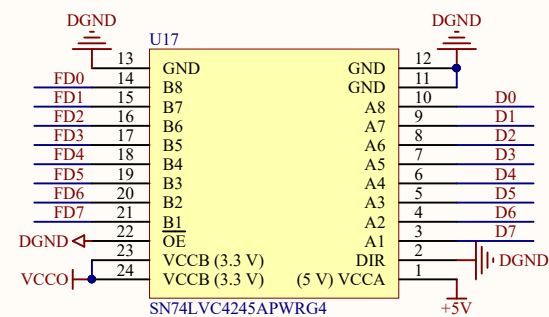 DGND DGND
U17
13 GND GND 12
FD0 14 B8 GND 11
FD1 15 B7 A8 10 D0
FD2 16 B6 A7 9 D1
FD3 17 B5 A6 8 D2
FD4 18 B4 A5 7 D3
FD5 19 B3 A4 6 D4
FD6 20 B2 A3 5 D5
FD7 21 B1 A2 4 D6
DGND 22 OE A1 3 D7
23 VCCB (3.3 V) DIR 2 DGND
VCCO 24 VCCB (3.3 V) (5 V) VCCA 1
SN74LVC4245APWRG4 +5V